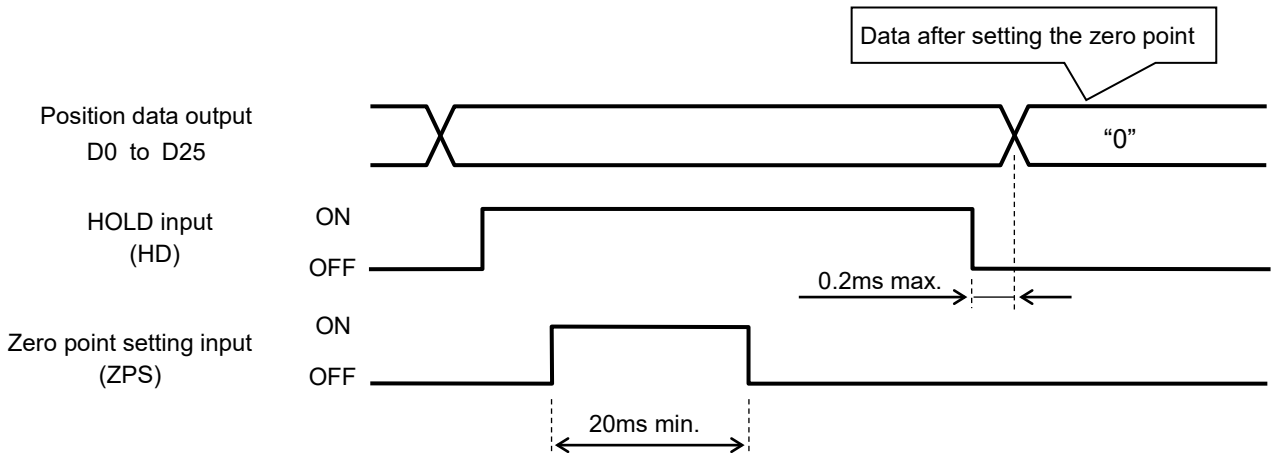 Data after setting the zero point
Position data output
D0 to D25
“0”
HOLD input
(HD)
ON
OFF
0.2ms max.
Zero point setting input
(ZPS)
ON
OFF
20ms min.